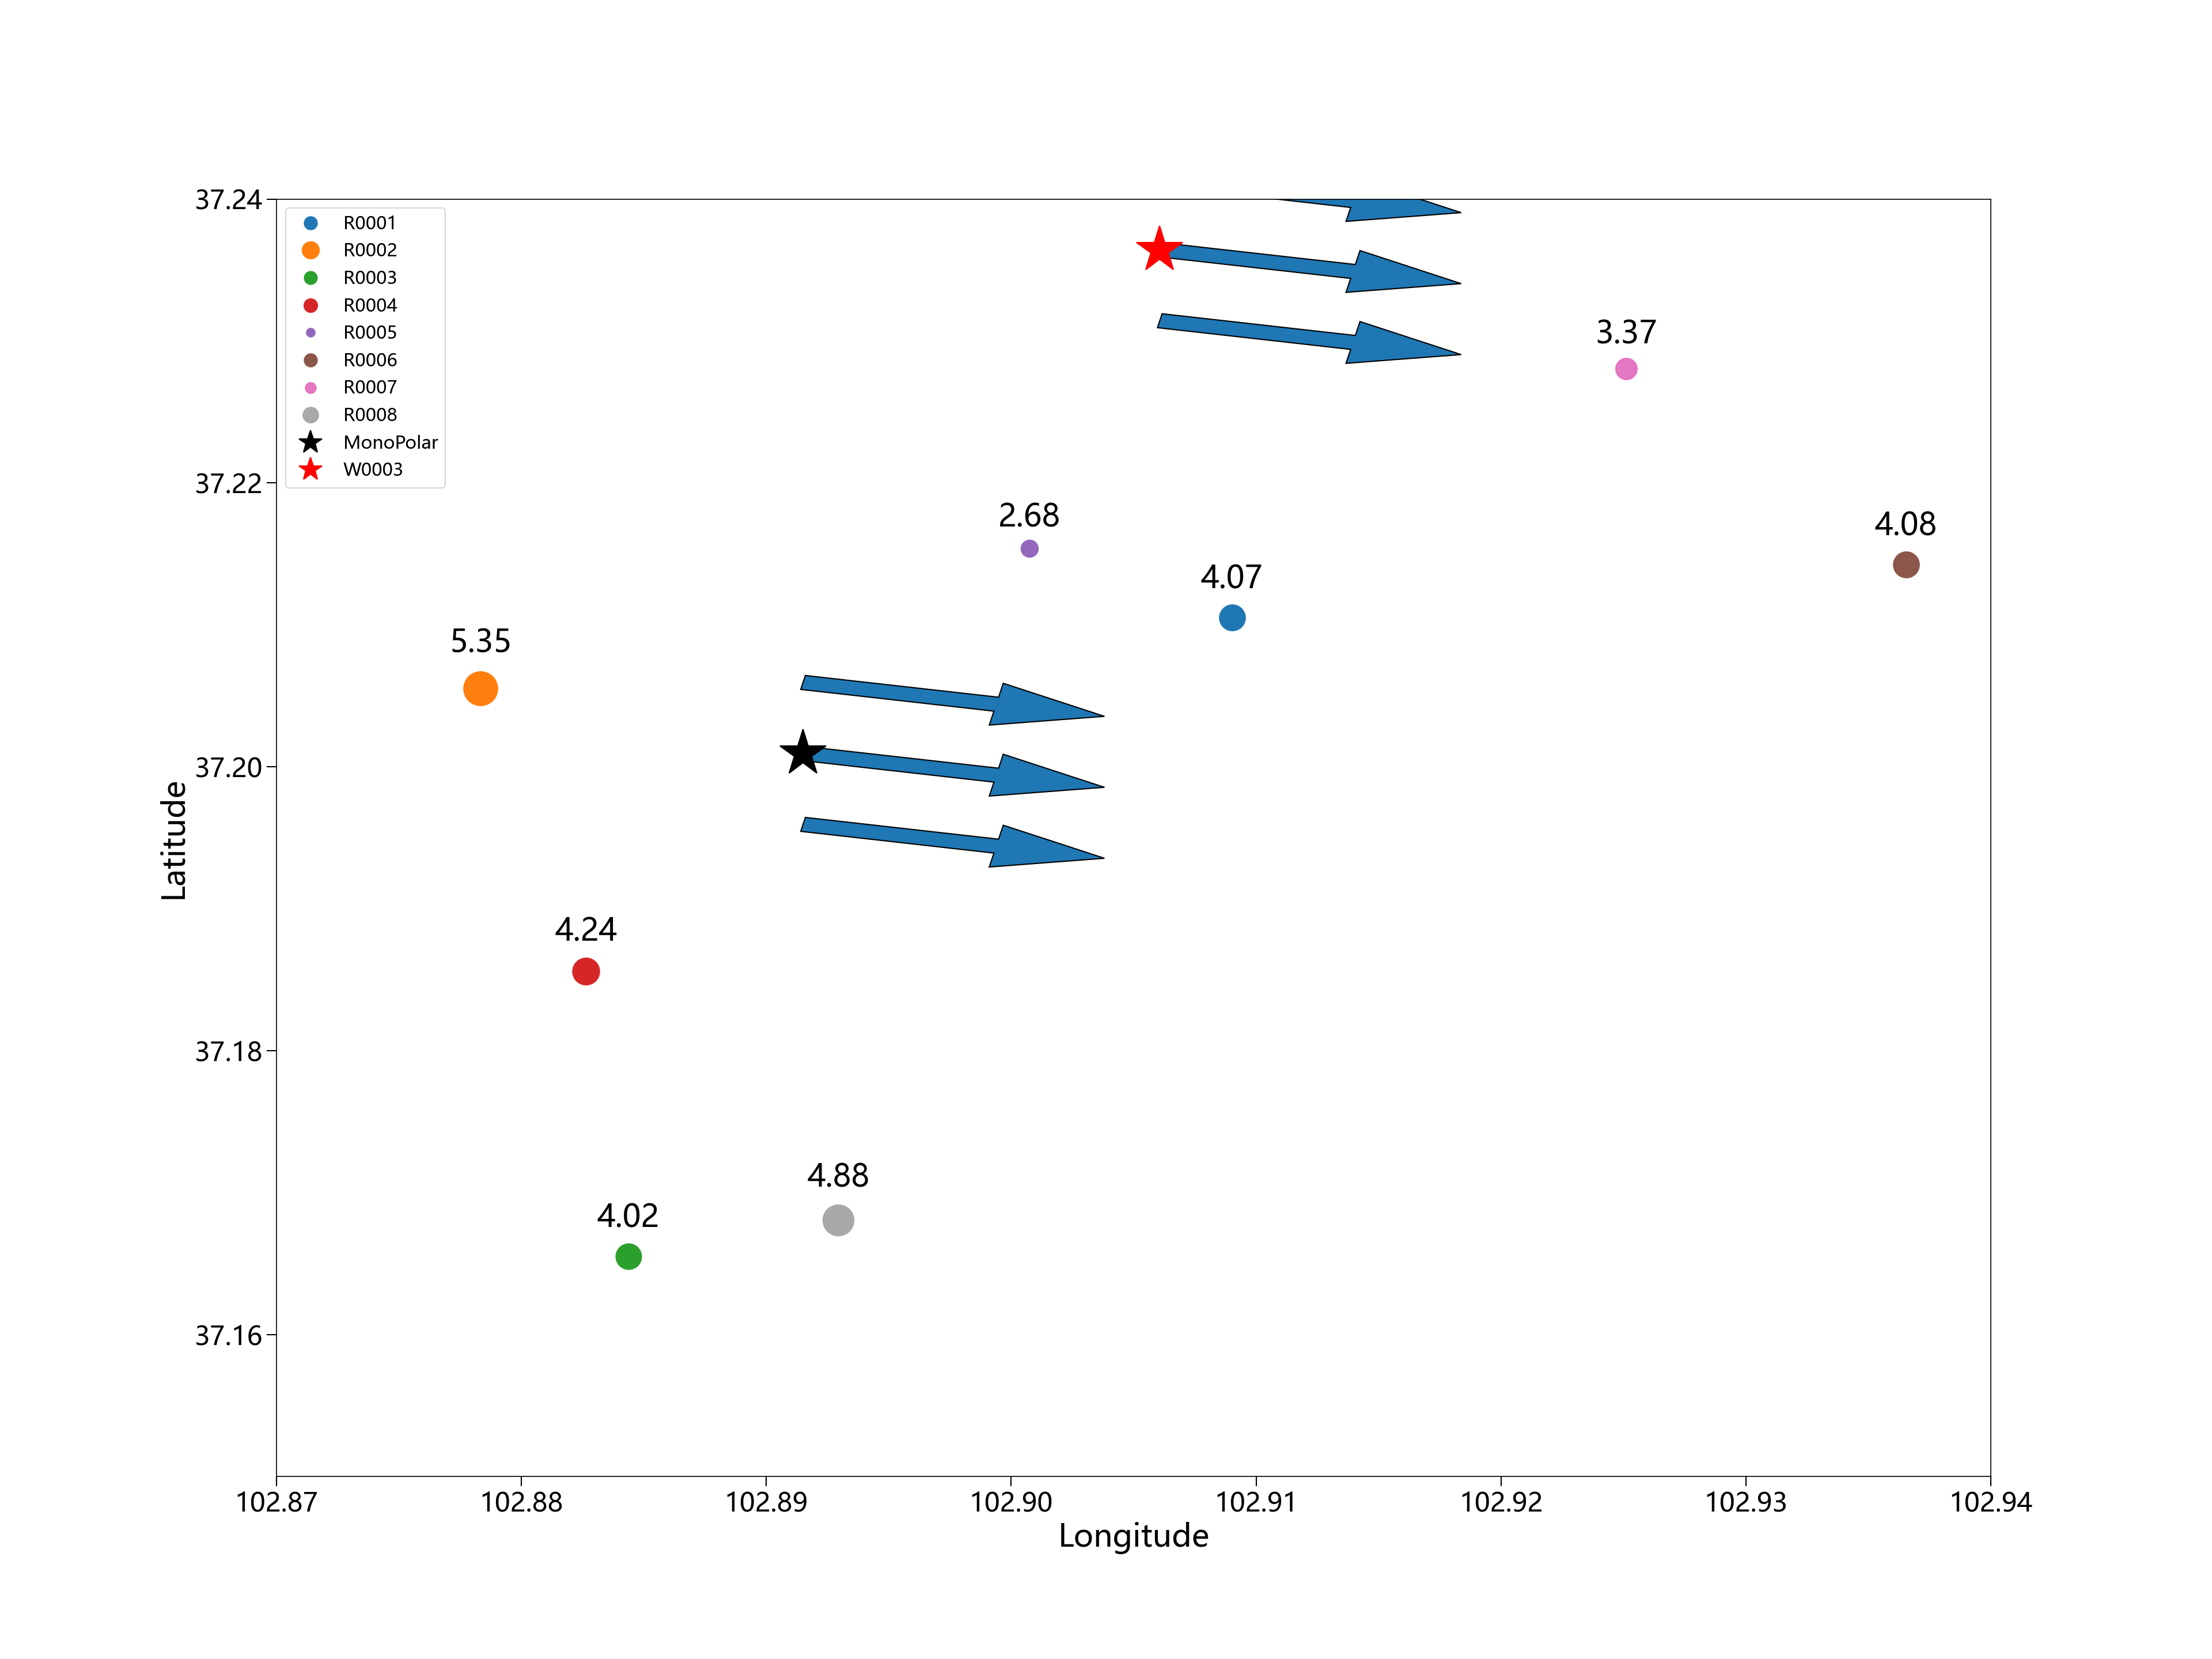 37.24
37.22
37.20
37.18
37.16
Latitude
R0001
R0002
R0003
R0004
R0005
R0006
R0007
R0008
MonoPolar
W0003
3.37
2.68
4.08
4.07
5.35
4.24
4.88
4.02
102.87 102.88 102.89 102.90 102.91 102.92 102.93 102.94
Longitude